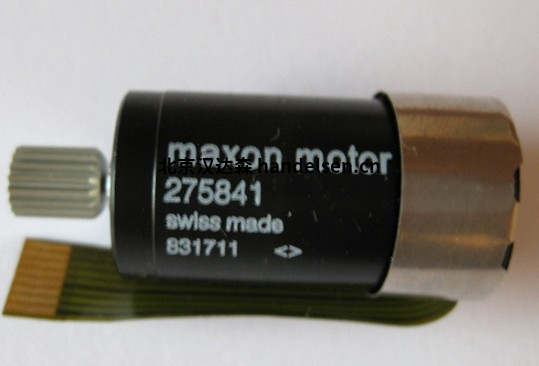 maxon motor
北京汉达森 handelsen.cn
275841
swiss made
831711 <>